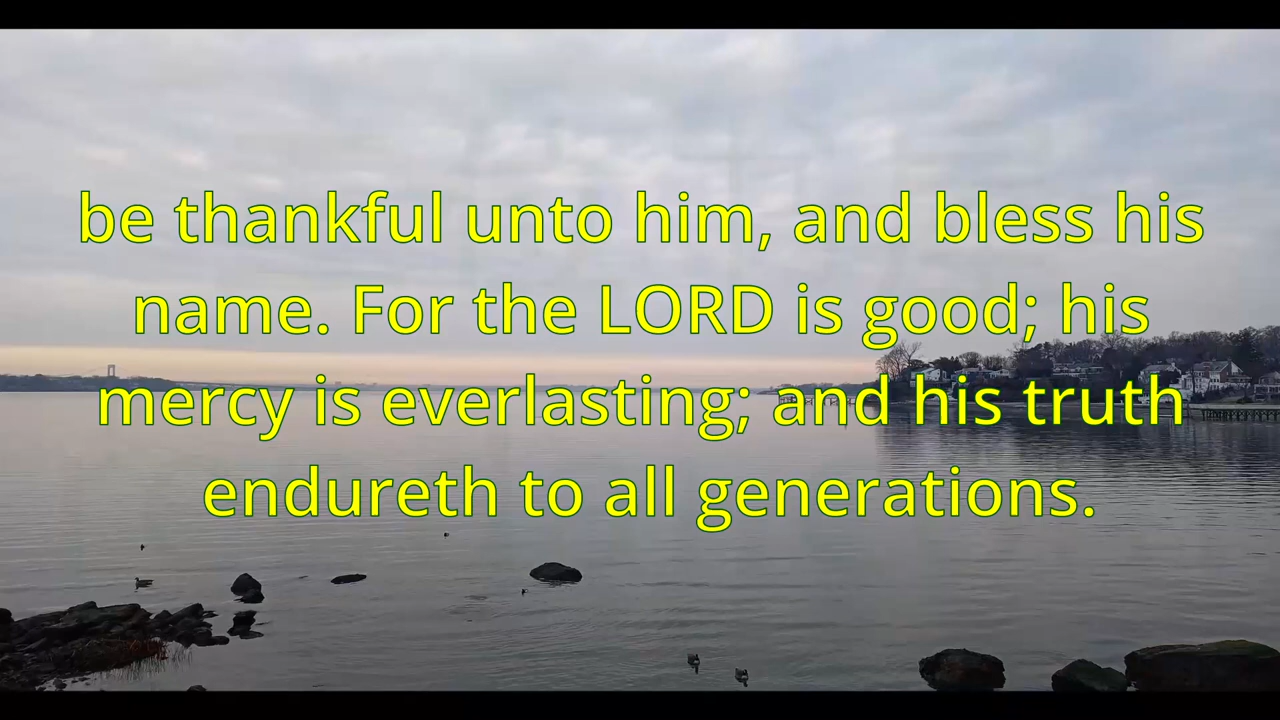 be thankful unto him, and bless his
name. For the LORD is good; his
mercy is everlasting; and his truth
endureth to all generations.